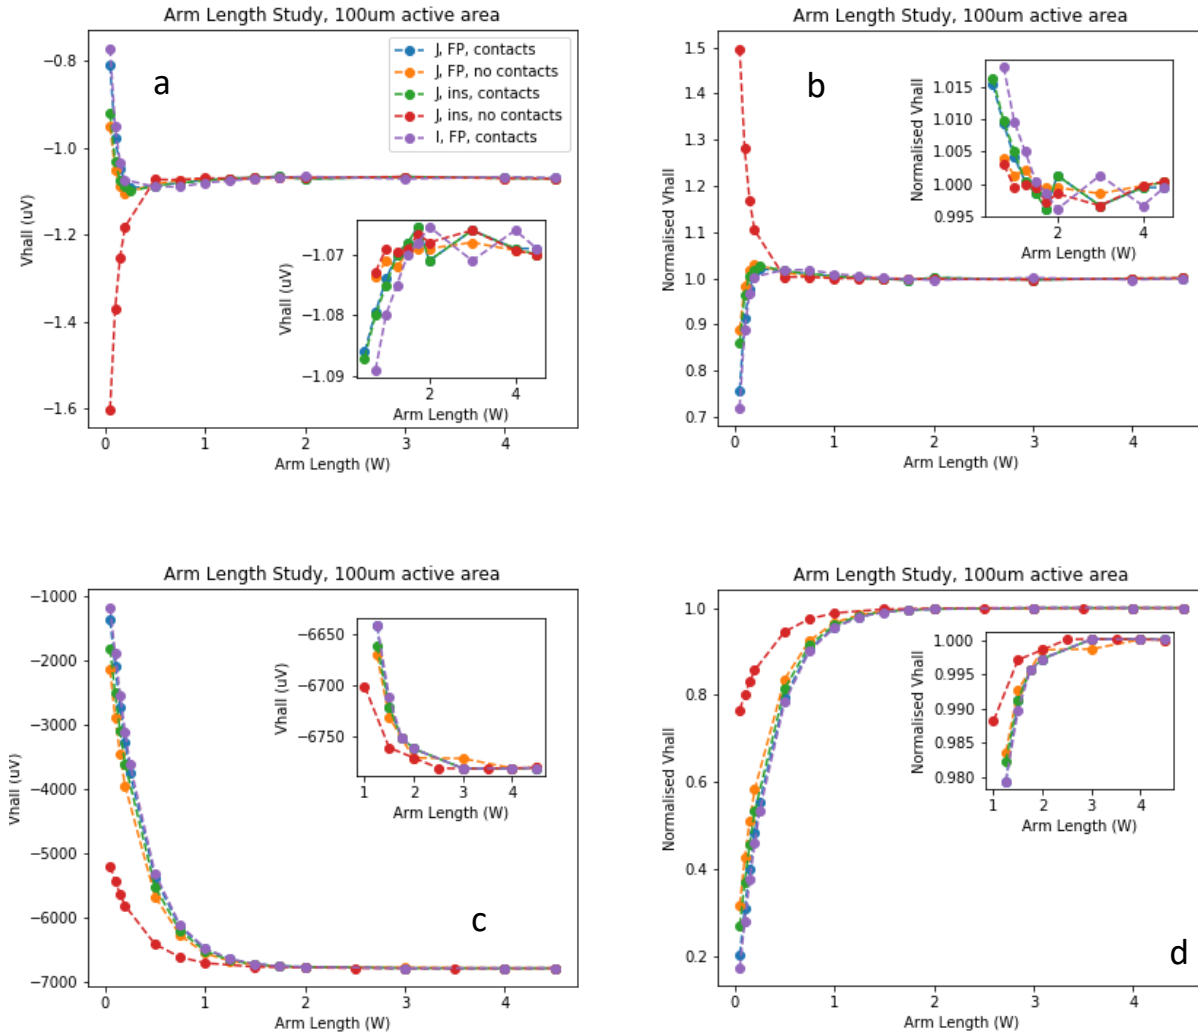 Arm Length Study, 100um active area
a
J, FP, contacts
J, FP, no contacts
J, ins, contacts
J, ins, no contacts
I, FP, contacts
Vhall (uV)
−0.8
−1.0
−1.2
−1.4
−1.6
0 1 2 3 4
Arm Length (W)
Vhall (uV)
−1.07
−1.08
−1.09
2 4
Arm Length (W)
Arm Length Study, 100um active area
b
Normalised Vhall
1.5
1.4
1.3
1.2
1.1
1.0
0.9
0.8
0.7
0 1 2 3 4
Arm Length (W)
Normalised Vhall
1.015
1.010
1.005
1.000
0.995
2 4
Arm Length (W)
Arm Length Study, 100um active area
c
Vhall (uV)
−1000
−2000
−3000
−4000
−5000
−6000
−7000
0 1 2 3 4
Arm Length (W)
Vhall (uV)
−6650
−6700
−6750
1 2 3 4
Arm Length (W)
Arm Length Study, 100um active area
d
Normalised Vhall
1.0
0.8
0.6
0.4
0.2
0 1 2 3 4
Arm Length (W)
Normalised Vhall
1.000
0.995
0.990
0.985
0.980
1 2 3 4
Arm Length (W)